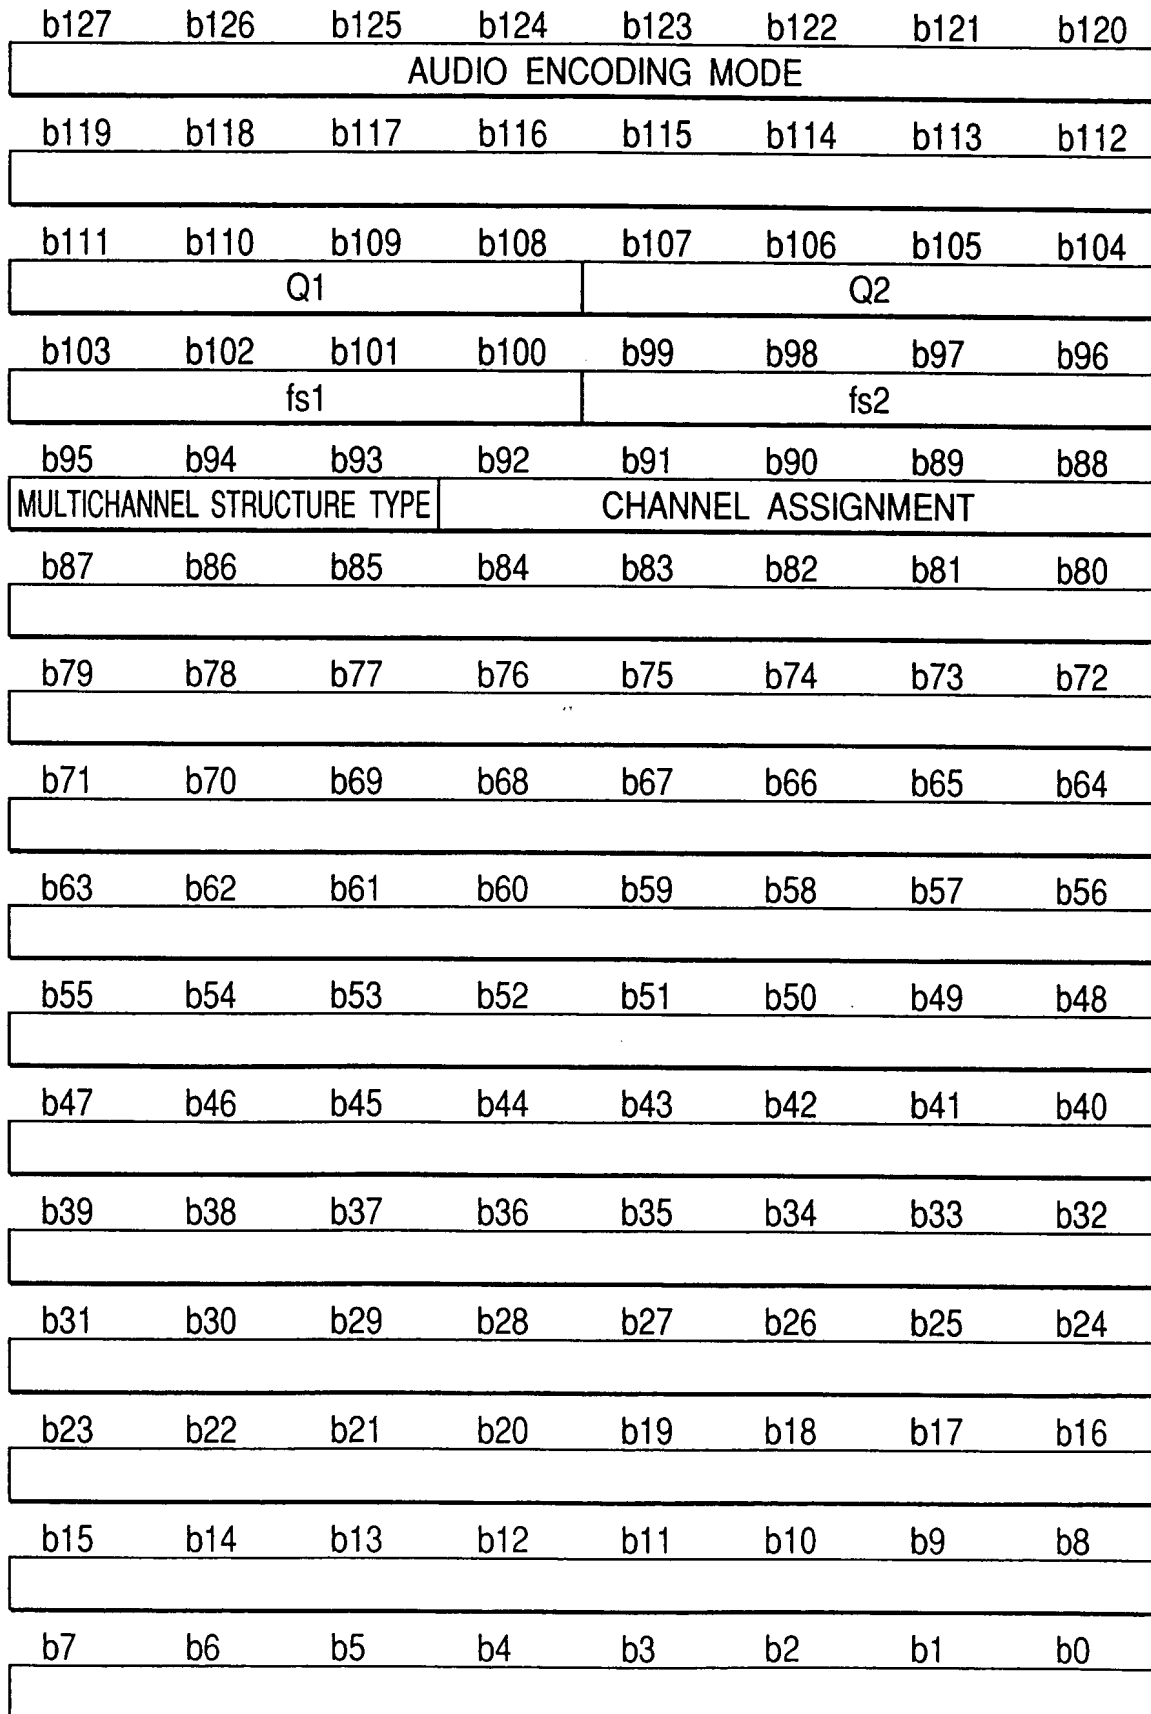 b127 b126 b125 b124 b123 b122 b121 b120
AUDIO ENCODING MODE
b119 b118 b117 b116 b115 b114 b113 b112
b111 b110 b109 b108 b107 b106 b105 b104
Q1 Q2
b103 b102 b101 b100 b99 b98 b97 b96
fs1 fs2
b95 b94 b93 b92 b91 b90 b89 b88
MULTICHANNEL STRUCTURE TYPE CHANNEL ASSIGNMENT
b87 b86 b85 b84 b83 b82 b81 b80
b79 b78 b77 b76 b75 b74 b73 b72
b71 b70 b69 b68 b67 b66 b65 b64
b63 b62 b61 b60 b59 b58 b57 b56
b55 b54 b53 b52 b51 b50 b49 b48
b47 b46 b45 b44 b43 b42 b41 b40
b39 b38 b37 b36 b35 b34 b33 b32
b31 b30 b29 b28 b27 b26 b25 b24
b23 b22 b21 b20 b19 b18 b17 b16
b15 b14 b13 b12 b11 b10 b9 b8
b7 b6 b5 b4 b3 b2 b1 b0